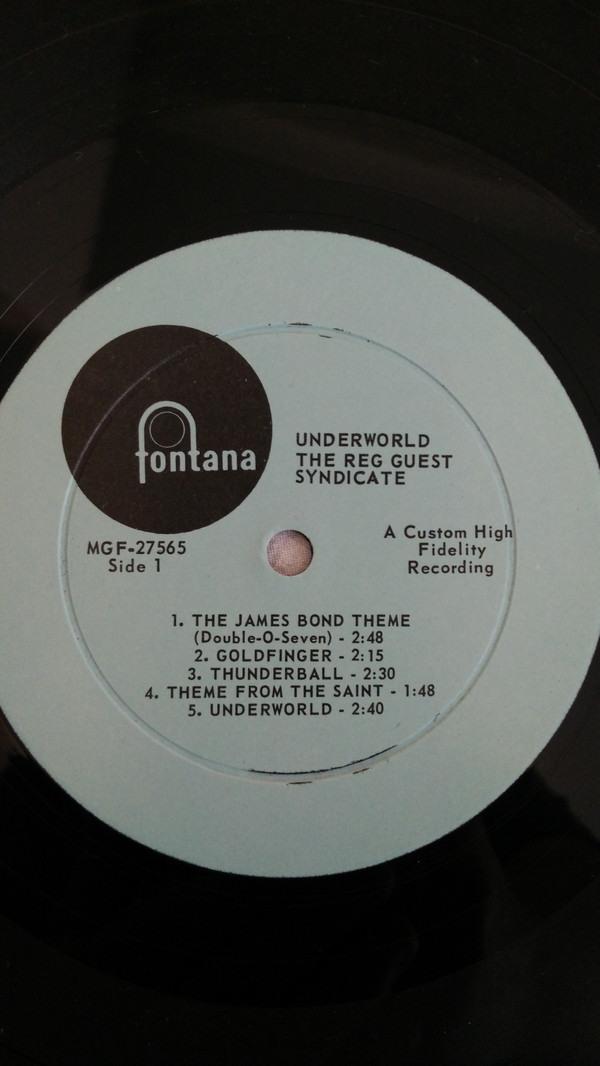 fontana
UNDERWORLD
THE REG GUEST
SYNDICATE
MGF-27565
Side 1
A Custom High
Fidelity
Recording
1. THE JAMES BOND THEME
(Double-O-Seven) - 2:48
2. GOLDFINGER - 2:15
3. THUNDERBALL - 2:30
4. THEME FROM THE SAINT - 1:48
5. UNDERWORLD - 2:40